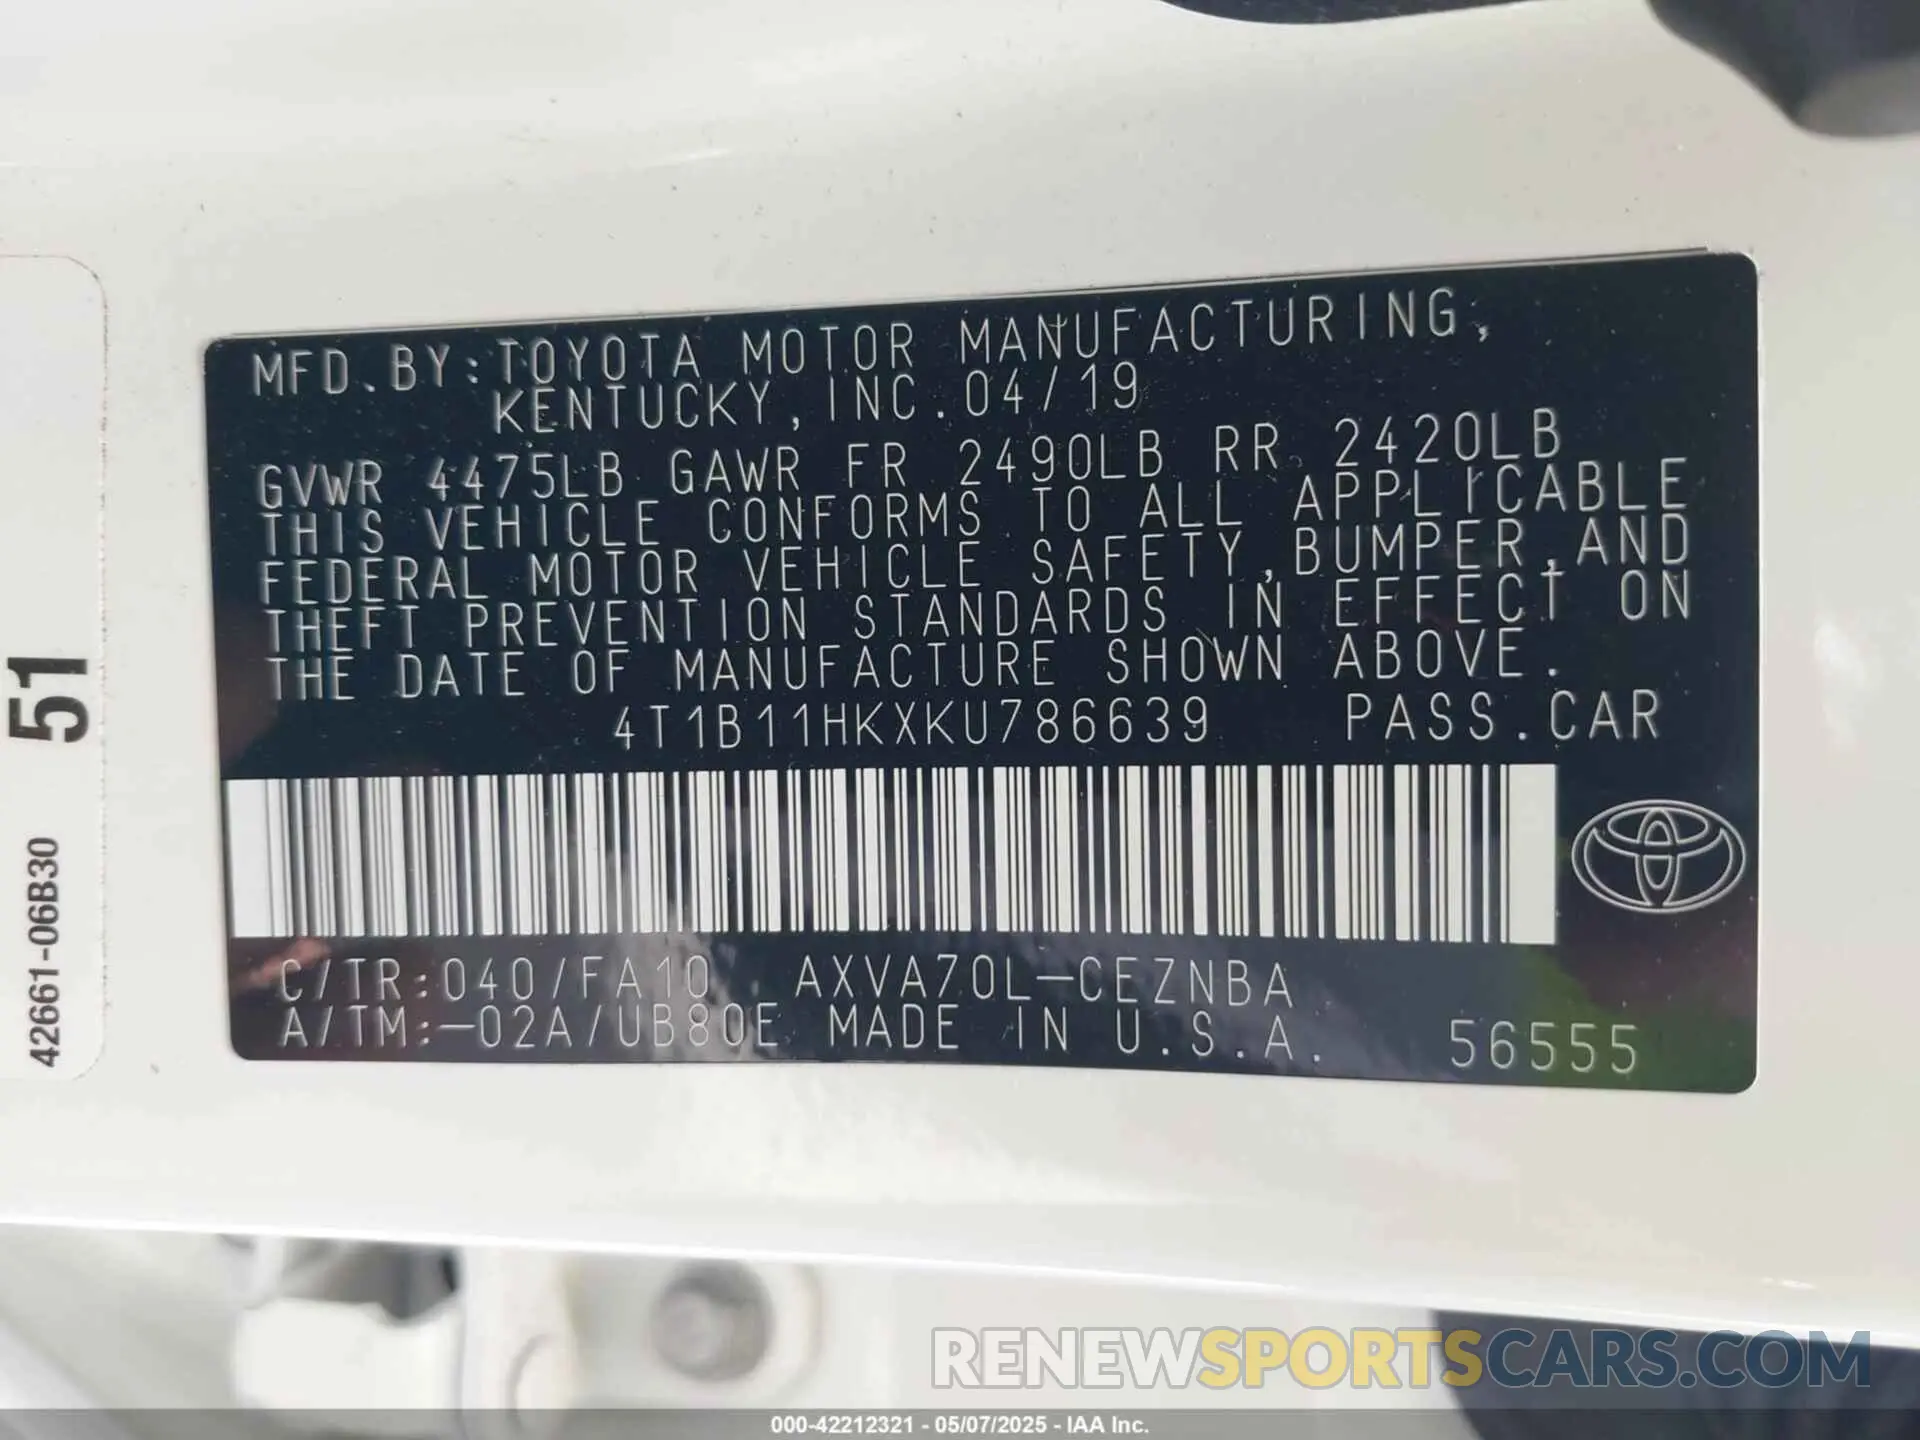 MFD.BY:TOYOTA MOTOR MANUFACTURING,
KENTUCKY,INC.04/19
GVWR 4475LB GAWR FR 2490LB RR 2420LB
THIS VEHICLE CONFORMS TO ALL APPLICABLE
FEDERAL MOTOR VEHICLE SAFETY,BUMPER,AND
THEFT PREVENTION STANDARDS IN EFFECT ON
THE DATE OF MANUFACTURE SHOWN ABOVE.
4T1B11HKXKU786639 PASS.CAR
C/TR:040/FA10 AXVA70L-CEZNBA
A/TM:-02A/UB80E MADE IN U.S.A. 56555
51
42661-06B30
RENEWSPORTSCARS.COM
000-42212321 - 05/07/2025 - IAA Inc.